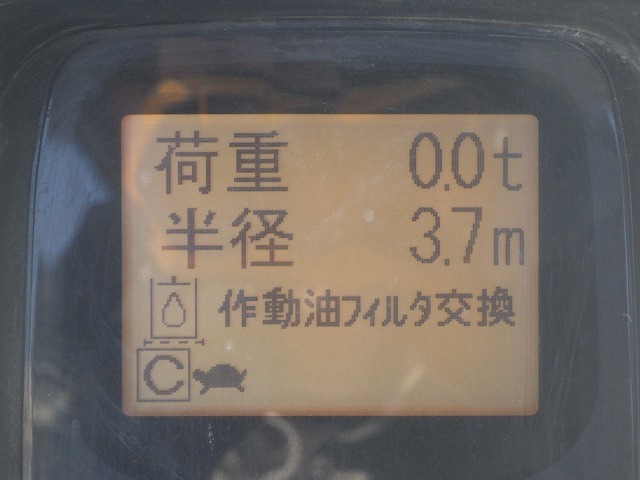 荷重 0.0t
半径 3.7m
作動油フィルタ交換
C